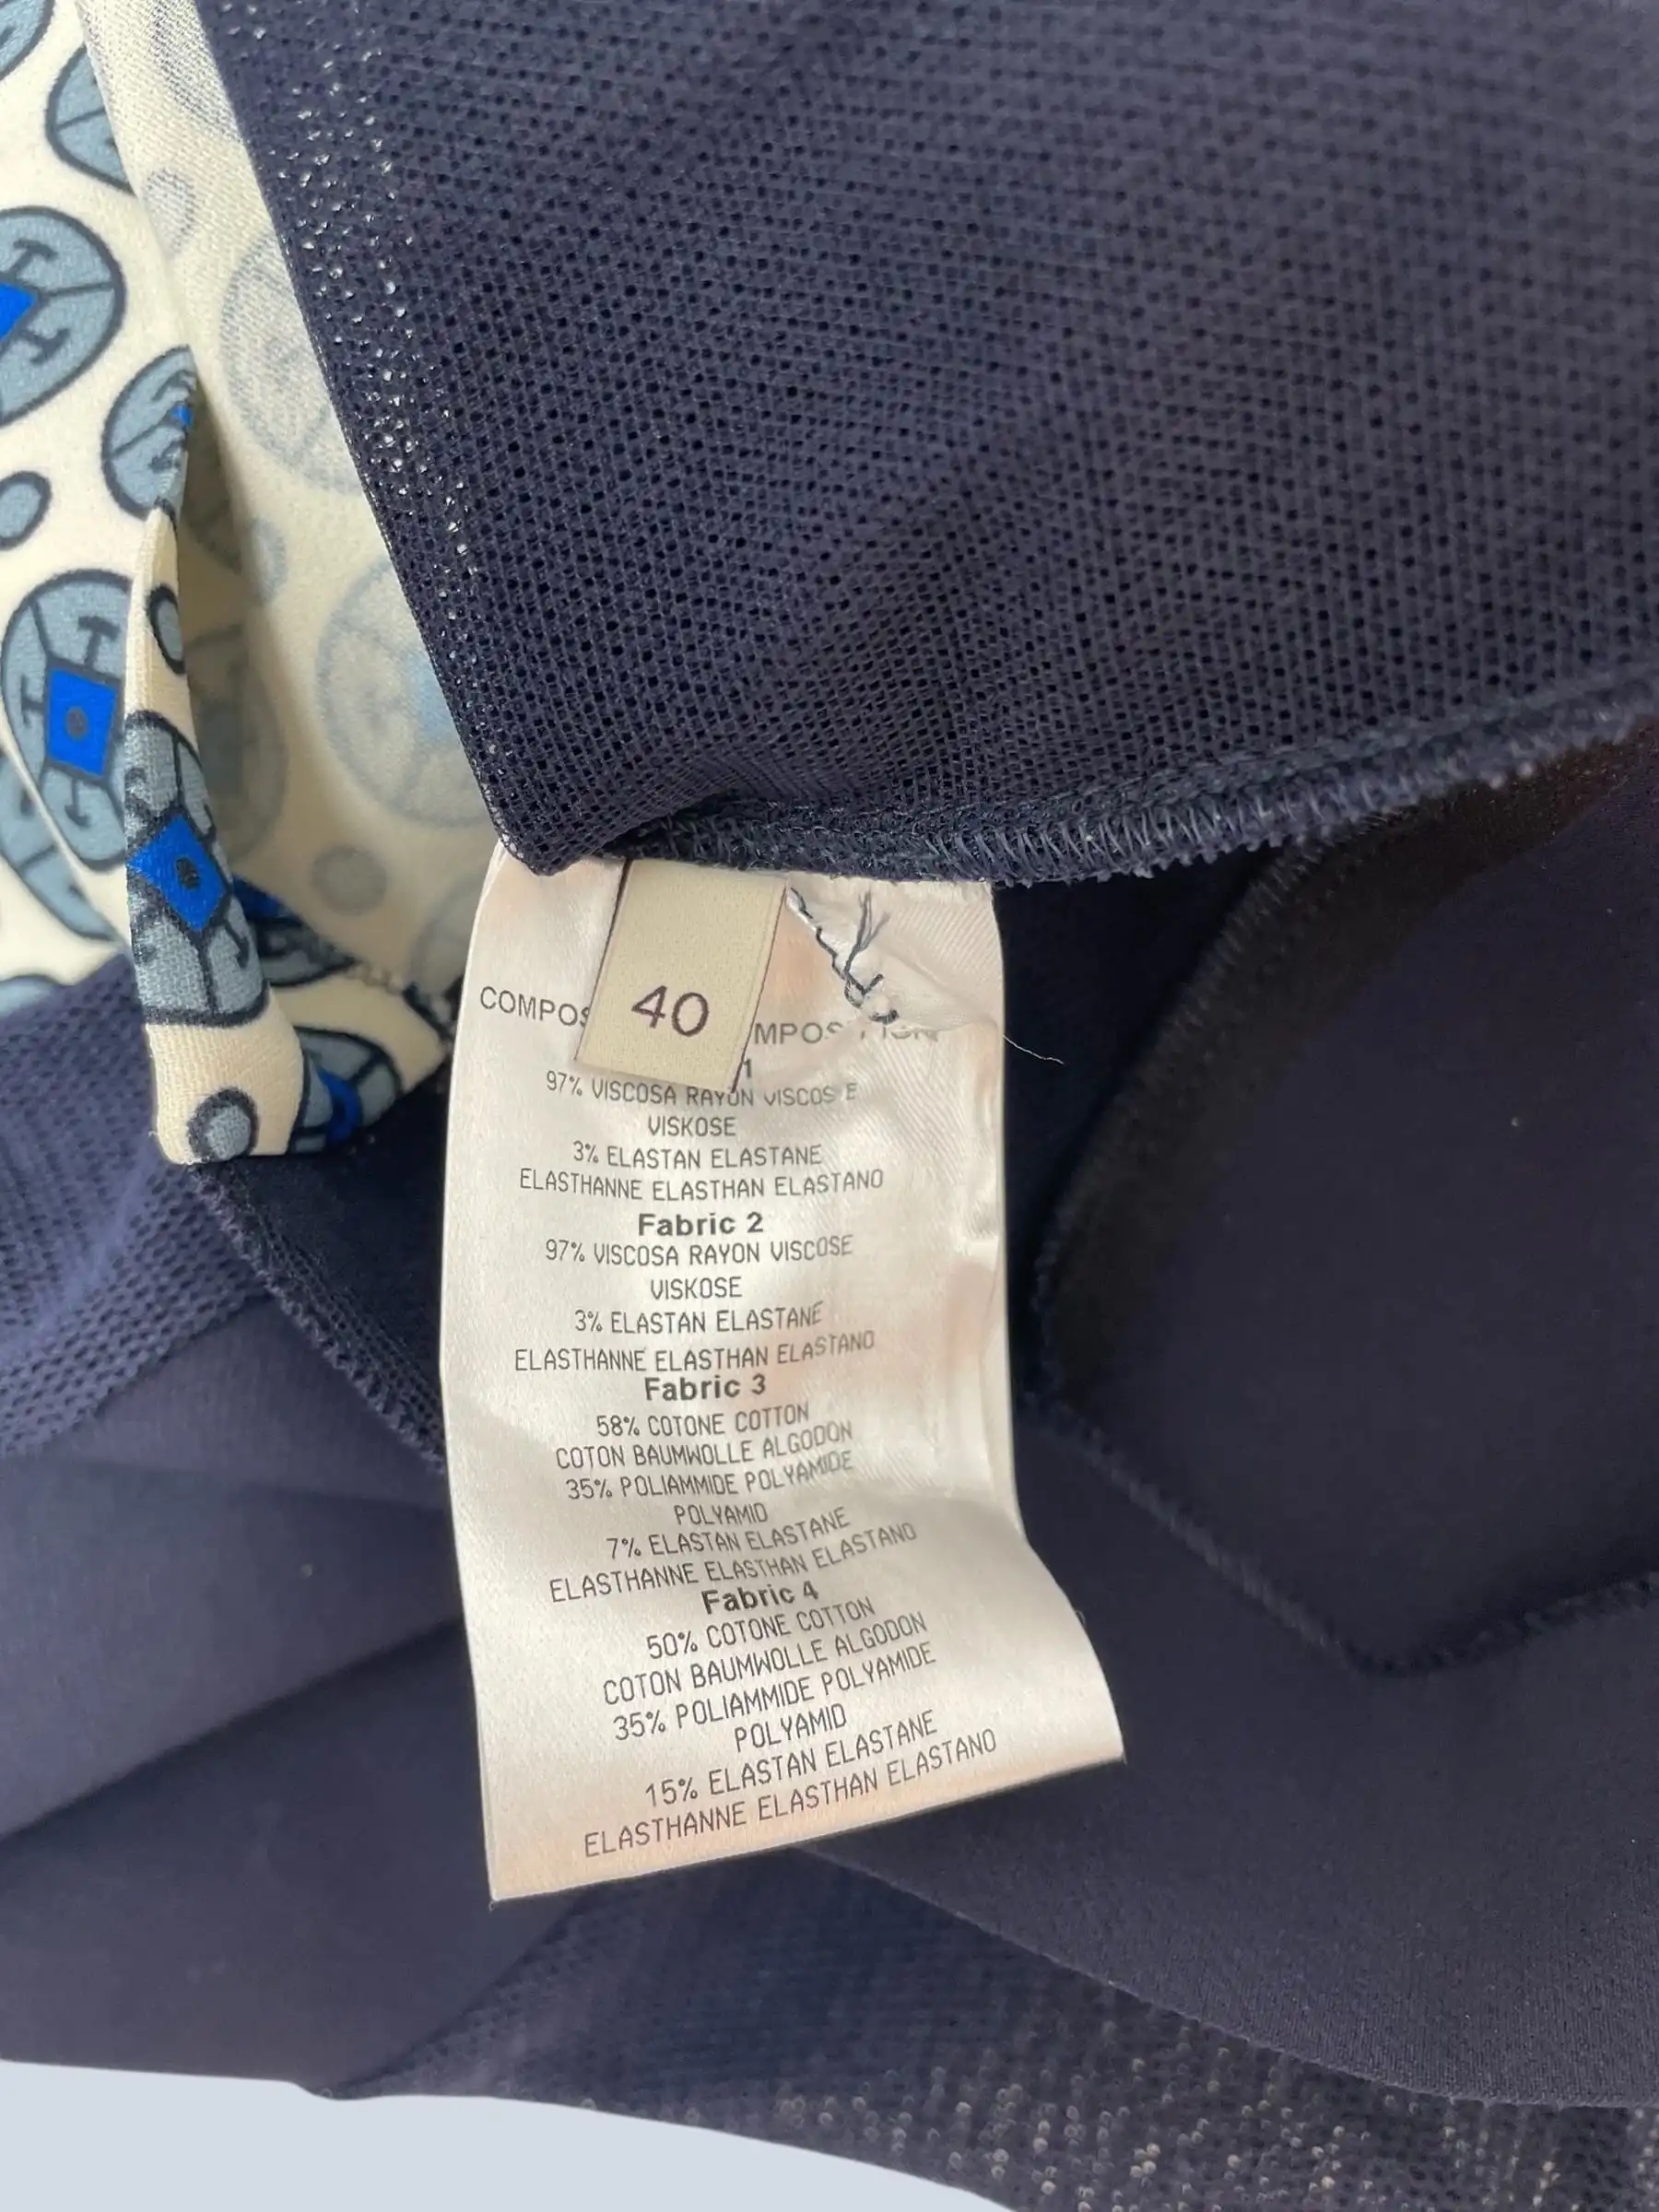 40
COMPOS
MPOSITION
1
97% VISCOSA RAYON VISCOSE
VISKOSE
3% ELASTAN ELASTANE
ELASTHANNE ELASTHAN ELASTANO
Fabric 2
97% VISCOSA RAYON VISCOSE
VISKOSE
3% ELASTAN ELASTANE
ELASTHANNE ELASTHAN ELASTANO
Fabric 3
58% COTONE COTTON
COTON BAUMWOLLE ALGODON
35% POLIAMMIDE POLYAMIDE
POLYAMID
7% ELASTAN ELASTANE
ELASTHANNE ELASTHAN ELASTANO
Fabric 4
50% COTONE COTTON
COTON BAUMWOLLE ALGODON
35% POLIAMMIDE POLYAMIDE
POLYAMID
15% ELASTAN ELASTANE
ELASTHANNE ELASTHAN ELASTANO